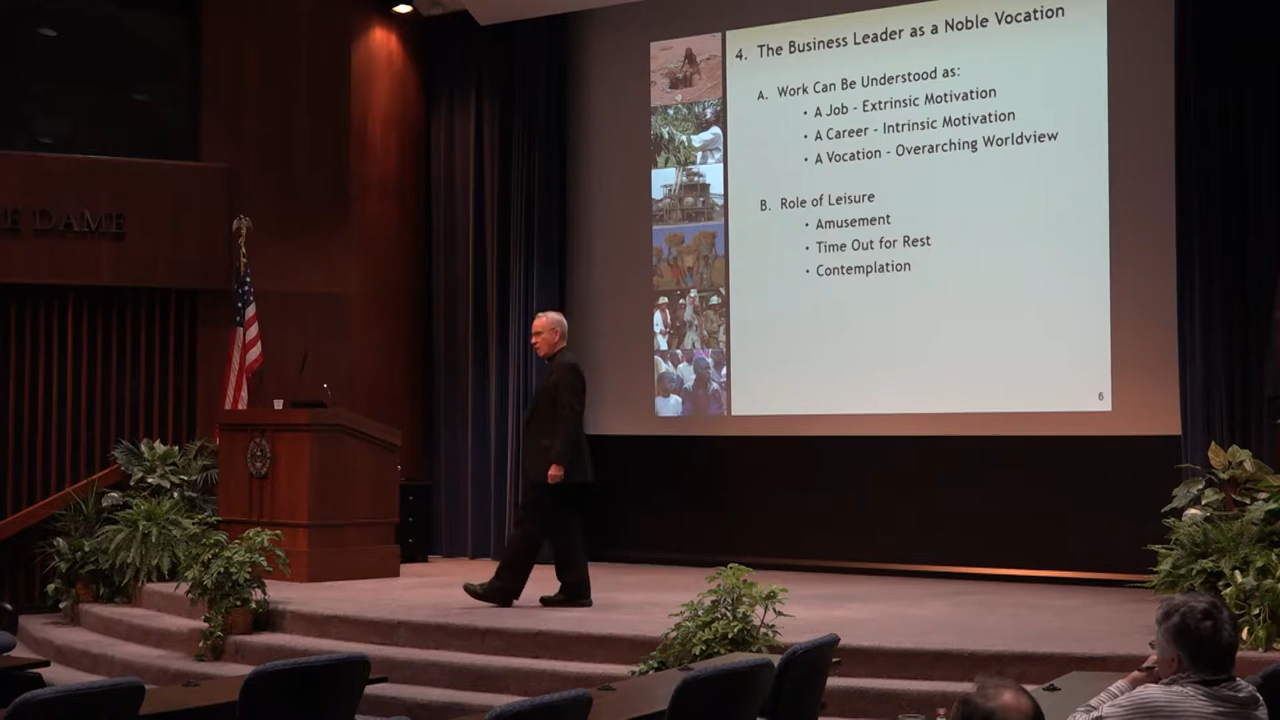 E DAME
4. The Business Leader as a Noble Vocation
A. Work Can Be Understood as:
• A Job - Extrinsic Motivation
• A Career - Intrinsic Motivation
• A Vocation - Overarching Worldview
B. Role of Leisure
• Amusement
• Time Out for Rest
• Contemplation
6